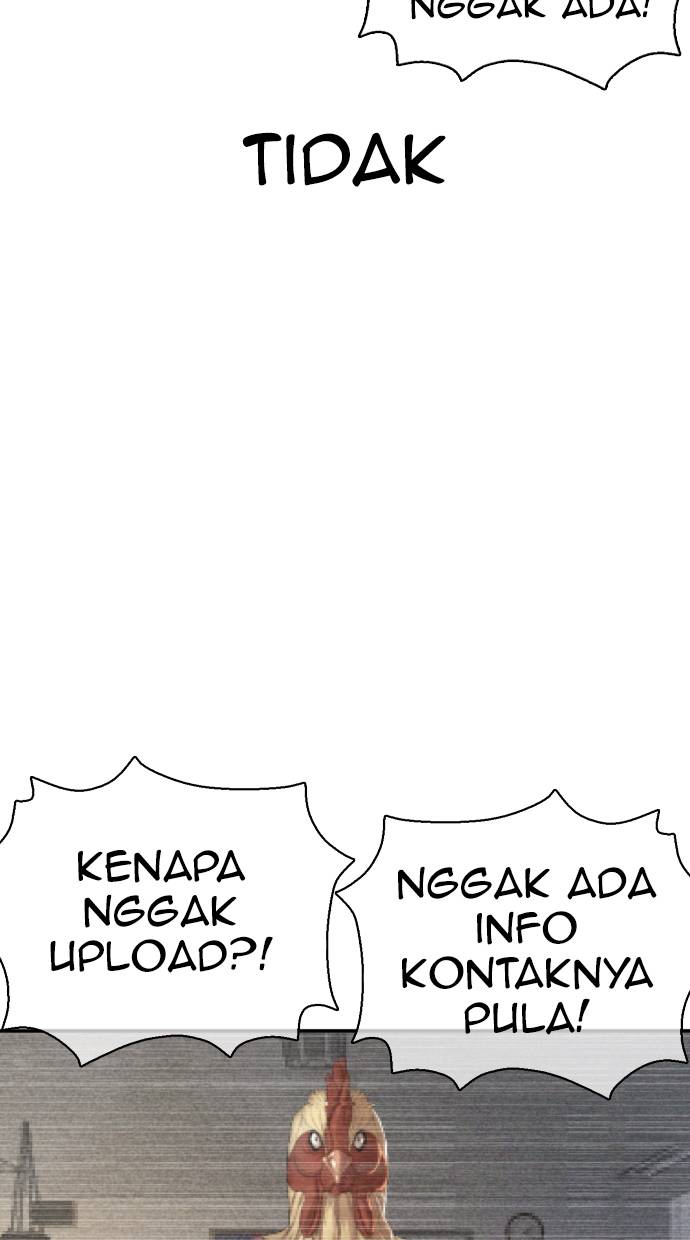 NGGAK ADA!
TIDAK
KENAPA
NGGAK
UPLOAD?!
NGGAK ADA
INFO
KONTAKNYA
PULA!